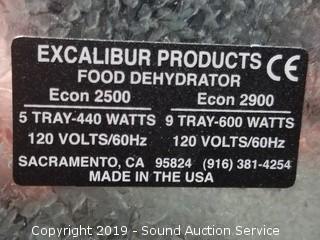 EXCALIBUR PRODUCTS CE
FOOD DEHYDRATOR
Econ 2500 Econ 2900
5 TRAY-440 WATTS 9 TRAY-600 WATTS
120 VOLTS/60Hz 120 VOLTS/60Hz
SACRAMENTO, CA 95824 (916) 381-4254
MADE IN THE USA
Copyright 2019 - Sound Auction Service